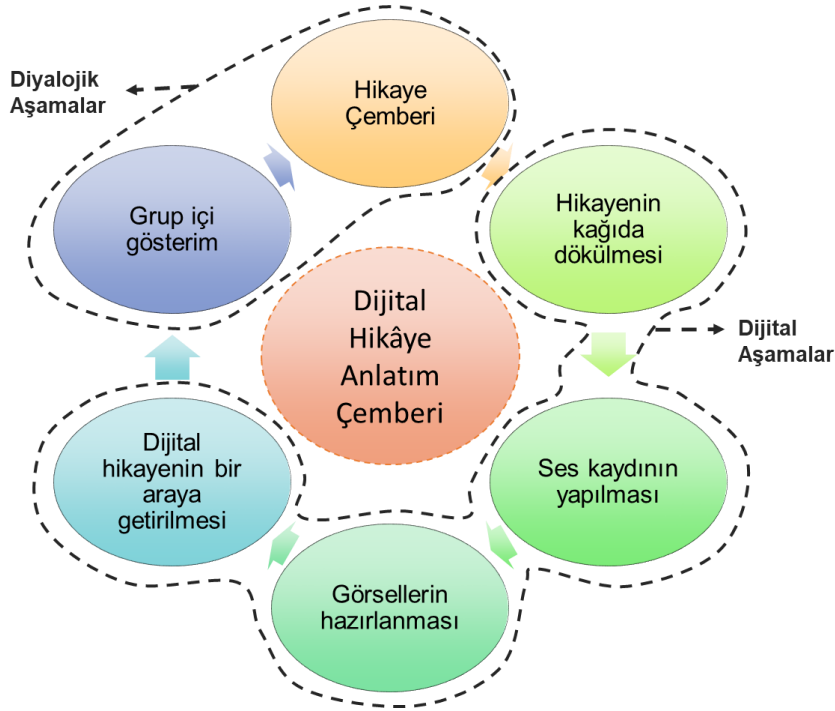 Diyalojik
Aşamalar
Hikaye
Çemberi
Grup içi
gösterim
Hikayenin
kağıda
dökülmesi
Dijital
Hikâye
Anlatım
Çemberi
Dijital
Aşamalar
Dijital
hikayenin bir
araya
getirilmesi
Ses kaydının
yapılması
Görsellerin
hazırlanması